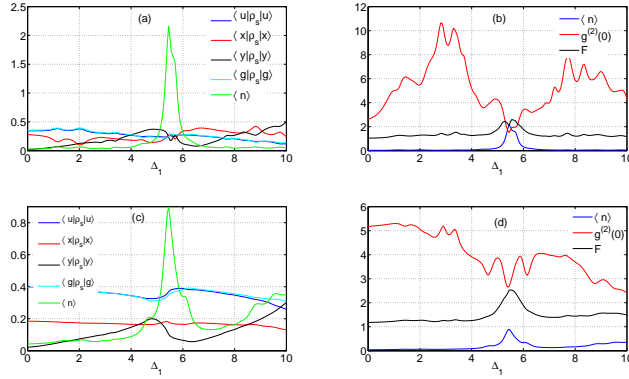 (a)
⟨ u|ρs|u⟩
⟨ x|ρs|x⟩
⟨ y|ρs|y⟩
⟨ g|ρs|g⟩
⟨ n⟩
2.5
2
1.5
1
0.5
0
0 2 4 6 8 10
Δ1
(b)
⟨ n⟩
g(2)(0)
F
12
10
8
6
4
2
0
0 2 4 6 8 10
Δ1
(c)
⟨ u|ρs|u⟩
⟨ x|ρs|x⟩
⟨ y|ρs|y⟩
⟨ g|ρs|g⟩
⟨ n⟩
0.8
0.6
0.4
0.2
0
0 2 4 6 8 10
Δ1
(d)
⟨ n⟩
g(2)(0)
F
6
5
4
3
2
1
0
0 2 4 6 8 10
Δ1